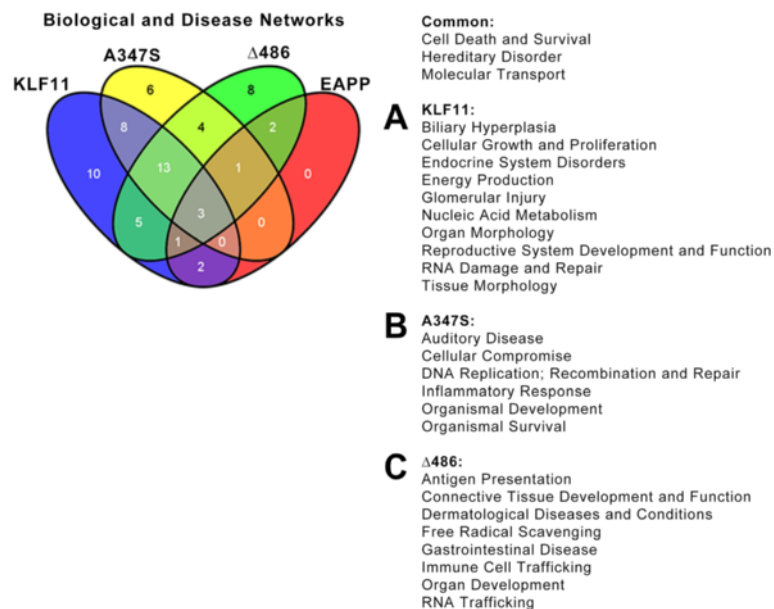 Biological and Disease Networks
A347S
Δ486
KLF11
EAPP
6
8
8
4
2
10
13
1
0
5
3
0
1
0
2
Common:
Cell Death and Survival
Hereditary Disorder
Molecular Transport
A
KLF11:
Biliary Hyperplasia
Cellular Growth and Proliferation
Endocrine System Disorders
Energy Production
Glomerular Injury
Nucleic Acid Metabolism
Organ Morphology
Reproductive System Development and Function
RNA Damage and Repair
Tissue Morphology
B
A347S:
Auditory Disease
Cellular Compromise
DNA Replication; Recombination and Repair
Inflammatory Response
Organismal Development
Organismal Survival
C
Δ486:
Antigen Presentation
Connective Tissue Development and Function
Dermatological Diseases and Conditions
Free Radical Scavenging
Gastrointestinal Disease
Immune Cell Trafficking
Organ Development
RNA Trafficking